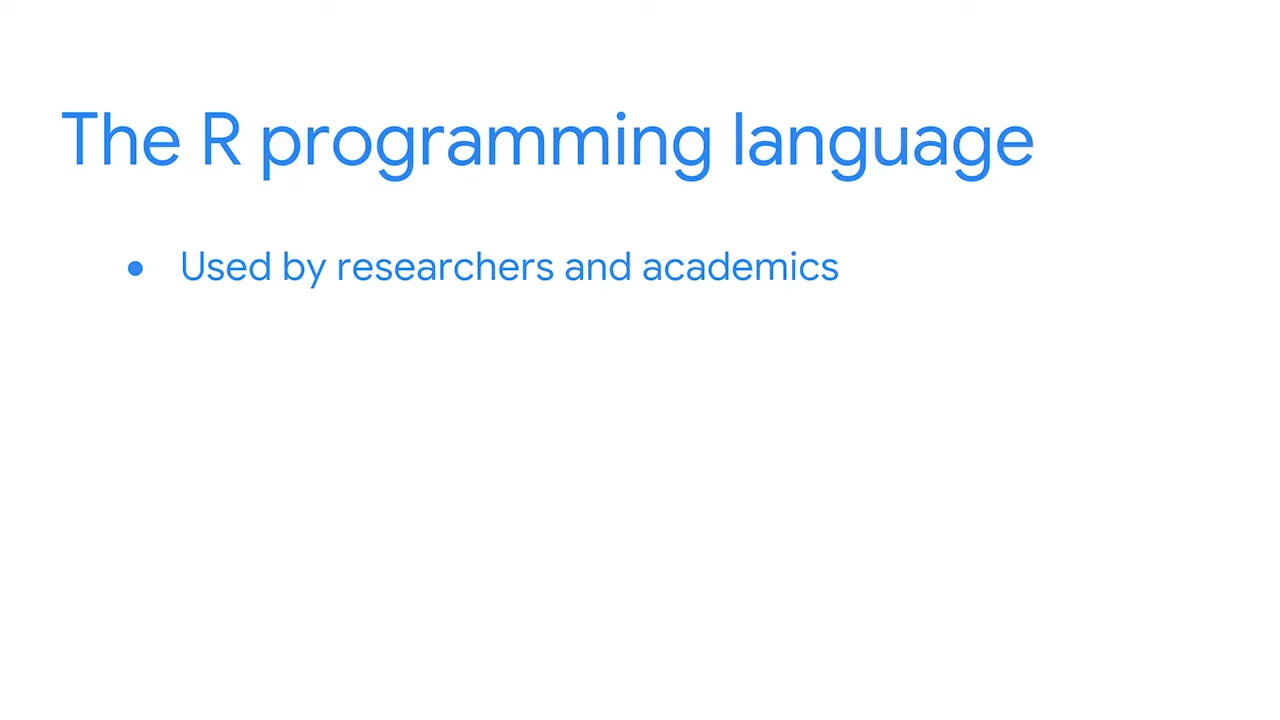 The R programming language
● Used by researchers and academics